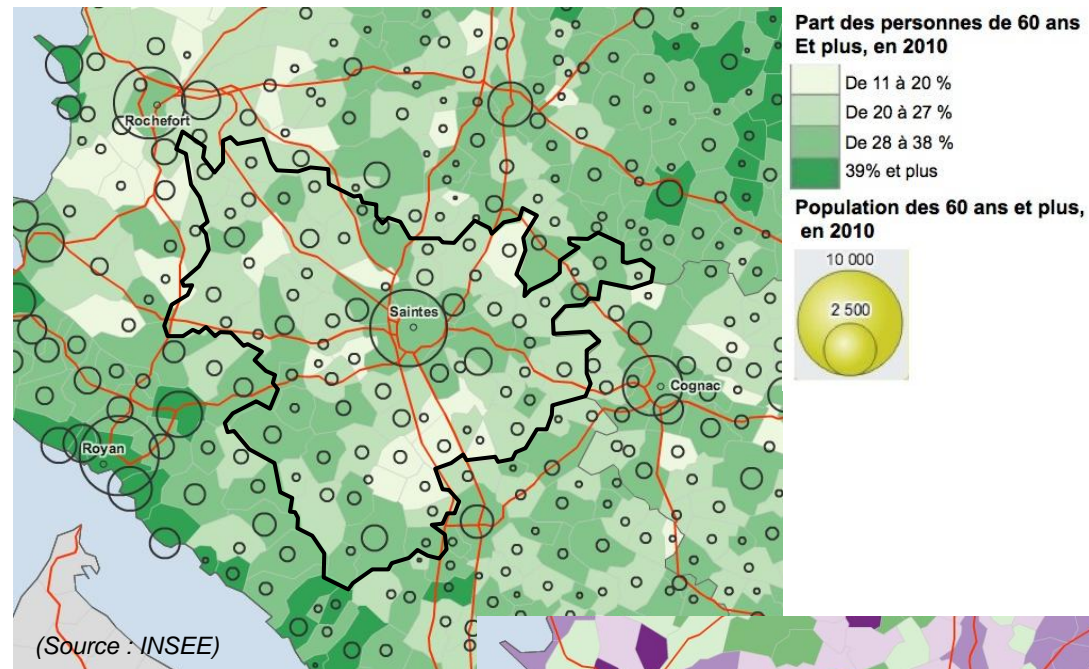 Part des personnes de 60 ans
Et plus, en 2010
De 11 à 20 %
De 20 à 27 %
De 28 à 38 %
39% et plus
Population des 60 ans et plus,
en 2010
10 000
2 500
Rochefort
Saintes
Cognac
Royan
(Source : INSEE)